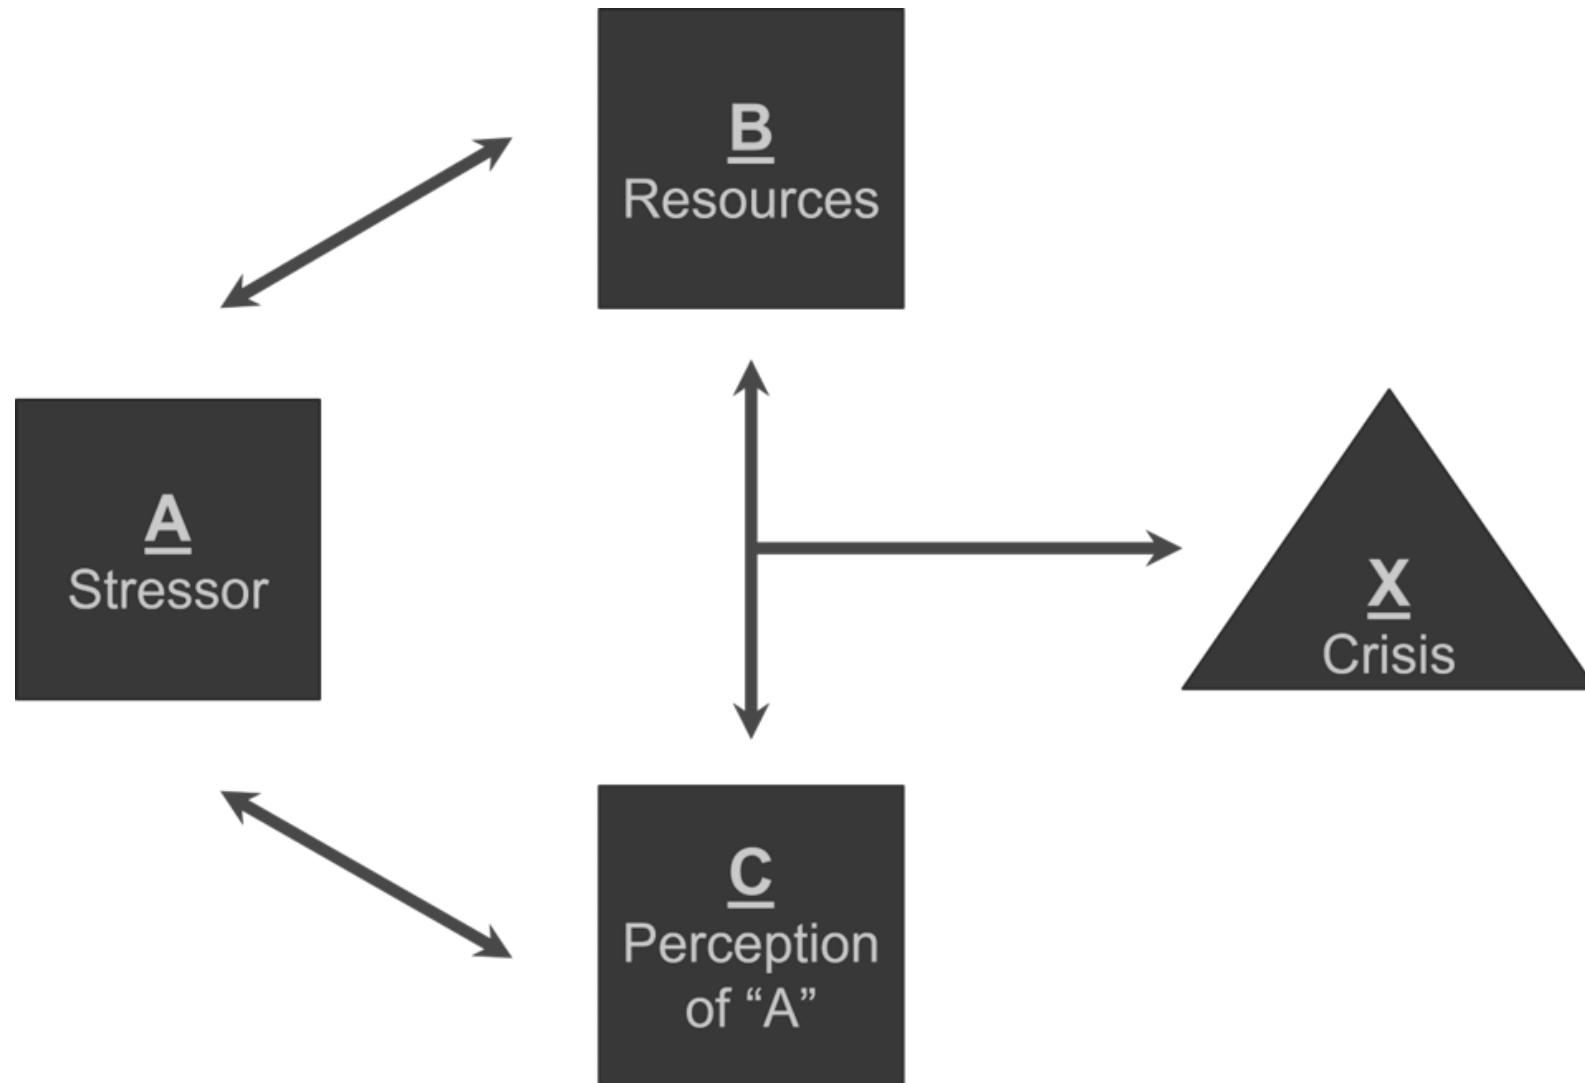 B
Resources
A
Stressor
X
Crisis
C
Perception
of “A”